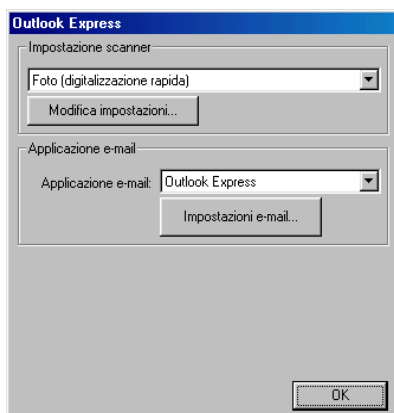 Outlook Express
Impostazione scanner
Foto (digitalizzazione rapida)
Modifica impostazioni...
Applicazione e-mail
Applicazione e-mail: Outlook Express
Impostazioni e-mail...
OK